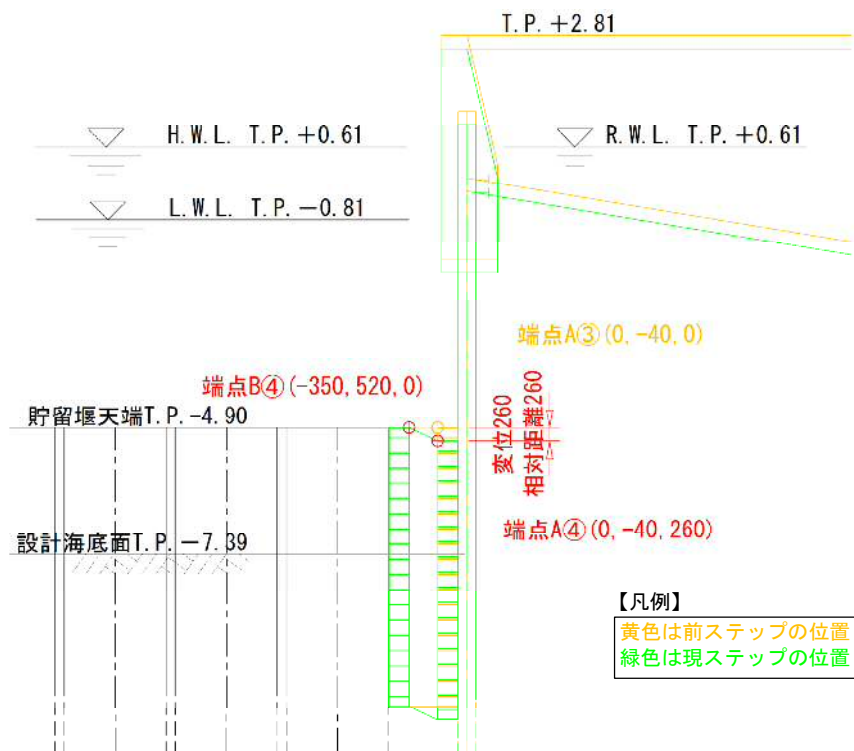 T.P.+2.81
H.W.L. T.P.+0.61
R.W.L. T.P.+0.61
L.W.L. T.P.−0.81
端点A③(0,-40,0)
端点B④(-350,520,0)
貯留堰天端T.P.-4.90
変位260
相対距離260
端点A④(0,-40,260)
設計海底面T.P.−7.39
【凡例】
黄色は前ステップの位置
緑色は現ステップの位置